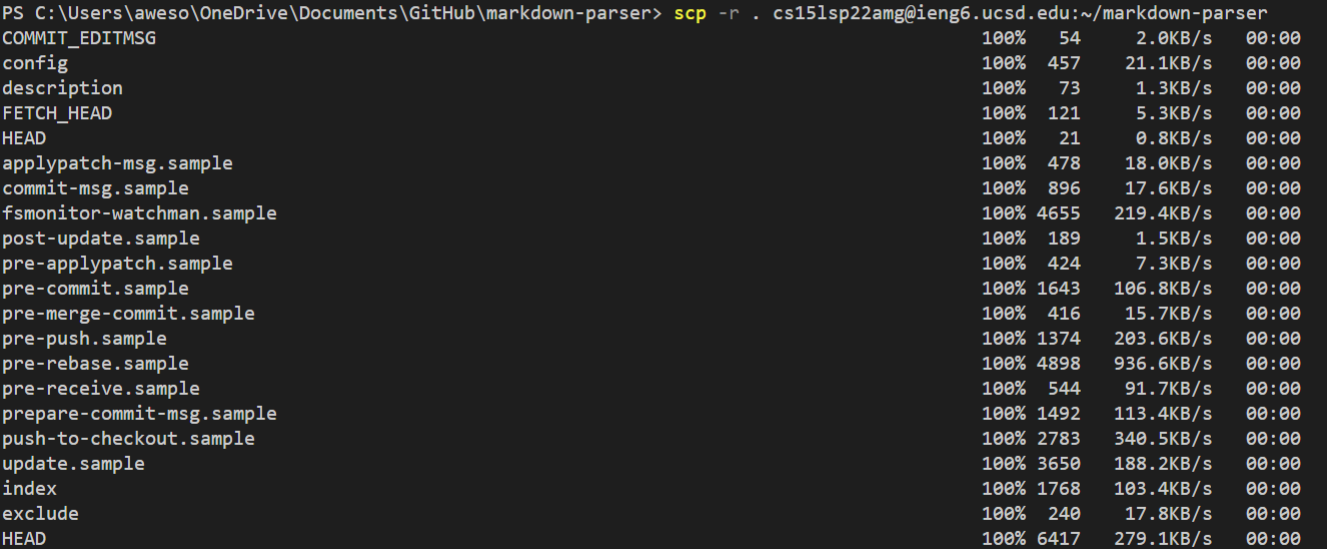 PS C:\Users\aweso\OneDrive\Documents\GitHub\markdown-parser> scp -r . cs15lsp22amg@ieng6.ucsd.edu:~/markdown-parser
COMMIT_EDITMSG 100% 54 2.0KB/s 00:00
config 100% 457 21.1KB/s 00:00
description 100% 73 1.3KB/s 00:00
FETCH_HEAD 100% 121 5.3KB/s 00:00
HEAD 100% 21 0.8KB/s 00:00
applypatch-msg.sample 100% 478 18.0KB/s 00:00
commit-msg.sample 100% 896 17.6KB/s 00:00
fsmonitor-watchman.sample 100% 4655 219.4KB/s 00:00
post-update.sample 100% 189 1.5KB/s 00:00
pre-applypatch.sample 100% 424 7.3KB/s 00:00
pre-commit.sample 100% 1643 106.8KB/s 00:00
pre-merge-commit.sample 100% 416 15.7KB/s 00:00
pre-push.sample 100% 1374 203.6KB/s 00:00
pre-rebase.sample 100% 4898 936.6KB/s 00:00
pre-receive.sample 100% 544 91.7KB/s 00:00
prepare-commit-msg.sample 100% 1492 113.4KB/s 00:00
push-to-checkout.sample 100% 2783 340.5KB/s 00:00
update.sample 100% 3650 188.2KB/s 00:00
index 100% 1768 103.4KB/s 00:00
exclude 100% 240 17.8KB/s 00:00
HEAD 100% 6417 279.1KB/s 00:00